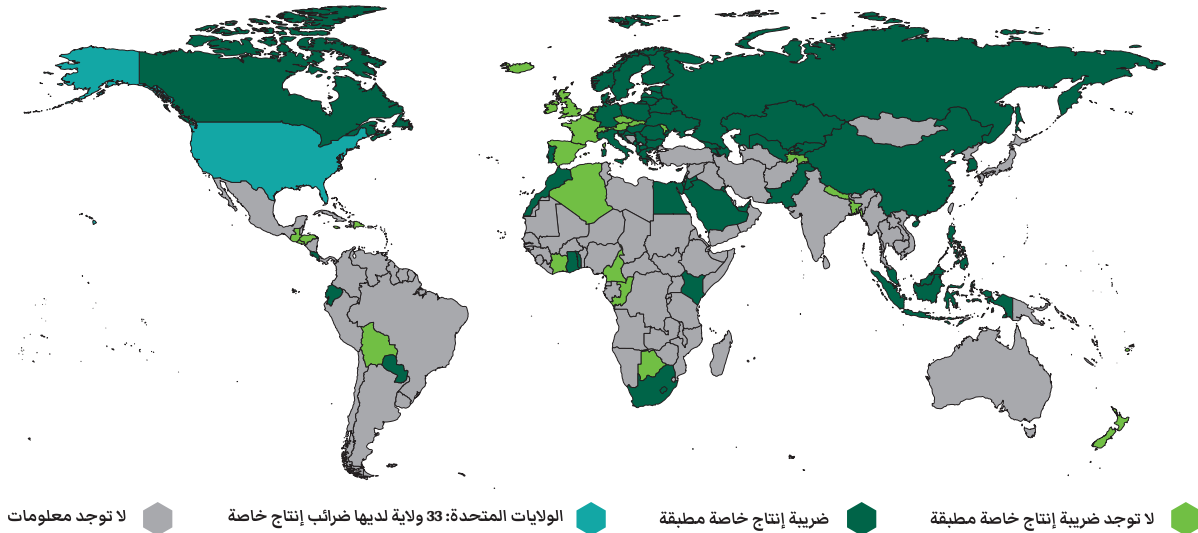 لا توجد ضريبة إنتاج خاصة مطبقة
ضريبة إنتاج خاصة مطبقة
الولايات المتحدة: 33 ولاية لديها ضرائب إنتاج خاصة
لا توجد معلومات